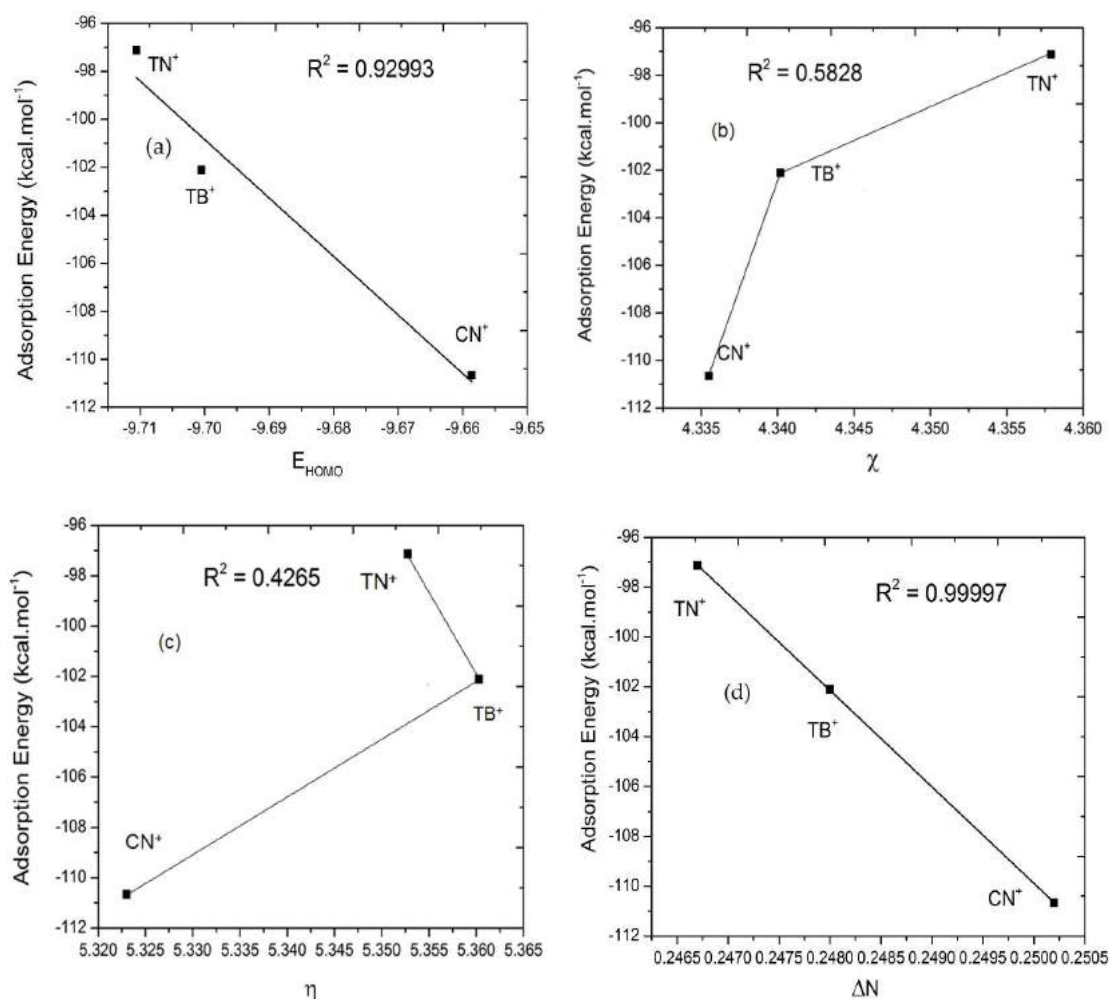 -96
-98
-100
-102
-104
-106
-108
-110
-112
Adsorption Energy (kcal.mol⁻¹)
TN⁺
R² = 0.92993
(a)
TB⁺
CN⁺
-9.71 -9.70 -9.69 -9.68 -9.67 -9.66 -9.65
E_HOMO
-96
-98
-100
-102
-104
-106
-108
-110
-112
Adsorption Energy (kcal.mol⁻¹)
R² = 0.5828
TN⁺
(b)
TB⁺
CN⁺
4.335 4.340 4.345 4.350 4.355 4.360
χ
-96
-98
-100
-102
-104
-106
-108
-110
-112
Adsorption Energy (kcal.mol⁻¹)
R² = 0.4265
TN⁺
(c)
TB⁺
CN⁺
5.320 5.325 5.330 5.335 5.340 5.345 5.350 5.355 5.360 5.365
η
-96
-98
-100
-102
-104
-106
-108
-110
-112
Adsorption Energy (kcal.mol⁻¹)
R² = 0.99997
TN⁺
(d)
TB⁺
CN⁺
0.2465 0.2470 0.2475 0.2480 0.2485 0.2490 0.2495 0.2500 0.2505
ΔN